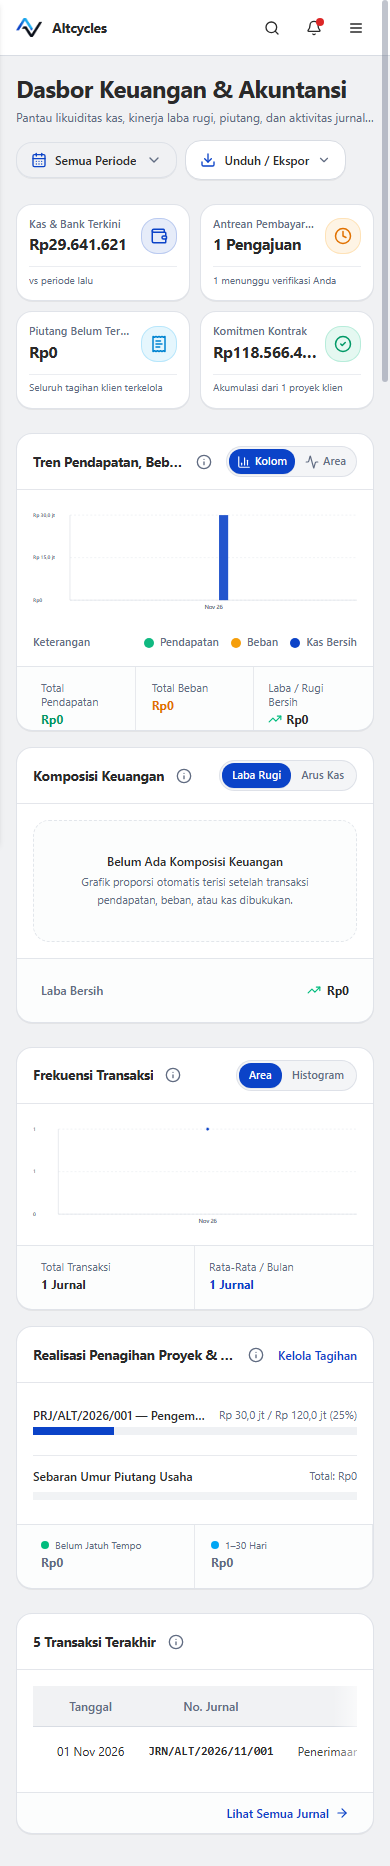 Altcycles
Dasbor Keuangan & Akuntansi
Pantau likuiditas kas, kinerja laba rugi, piutang, dan aktivitas jurnal...
Semua Periode
Unduh / Ekspor
Kas & Bank Terkini
Rp29.641.621
vs periode lalu
Antrean Pembayar...
1 Pengajuan
1 menunggu verifikasi Anda
Piutang Belum Ter...
Rp0
Seluruh tagihan klien terkelola
Komitmen Kontrak
Rp118.566.4...
Akumulasi dari 1 proyek klien
Tren Pendapatan, Beb...
Kolom
Area
Rp 30,0 jt
Rp 15,0 jt
Rp0
Nov 26
Keterangan
Pendapatan
Beban
Kas Bersih
Total
Pendapatan
Rp0
Total Beban
Rp0
Laba / Rugi
Bersih
Rp0
Komposisi Keuangan
Laba Rugi
Arus Kas
Belum Ada Komposisi Keuangan
Grafik proporsi otomatis terisi setelah transaksi
pendapatan, beban, atau kas dibukukan.
Laba Bersih
Rp0
Frekuensi Transaksi
Area
Histogram
1
1
0
Nov 26
Total Transaksi
1 Jurnal
Rata-Rata / Bulan
1 Jurnal
Realisasi Penagihan Proyek & ...
Kelola Tagihan
PRJ/ALT/2026/001 — Pengem...
Rp 30,0 jt / Rp 120,0 jt (25%)
Sebaran Umur Piutang Usaha
Total: Rp0
Belum Jatuh Tempo
Rp0
1–30 Hari
Rp0
5 Transaksi Terakhir
Tanggal
No. Jurnal
01 Nov 2026
JRN/ALT/2026/11/001
Penerimaar
Lihat Semua Jurnal